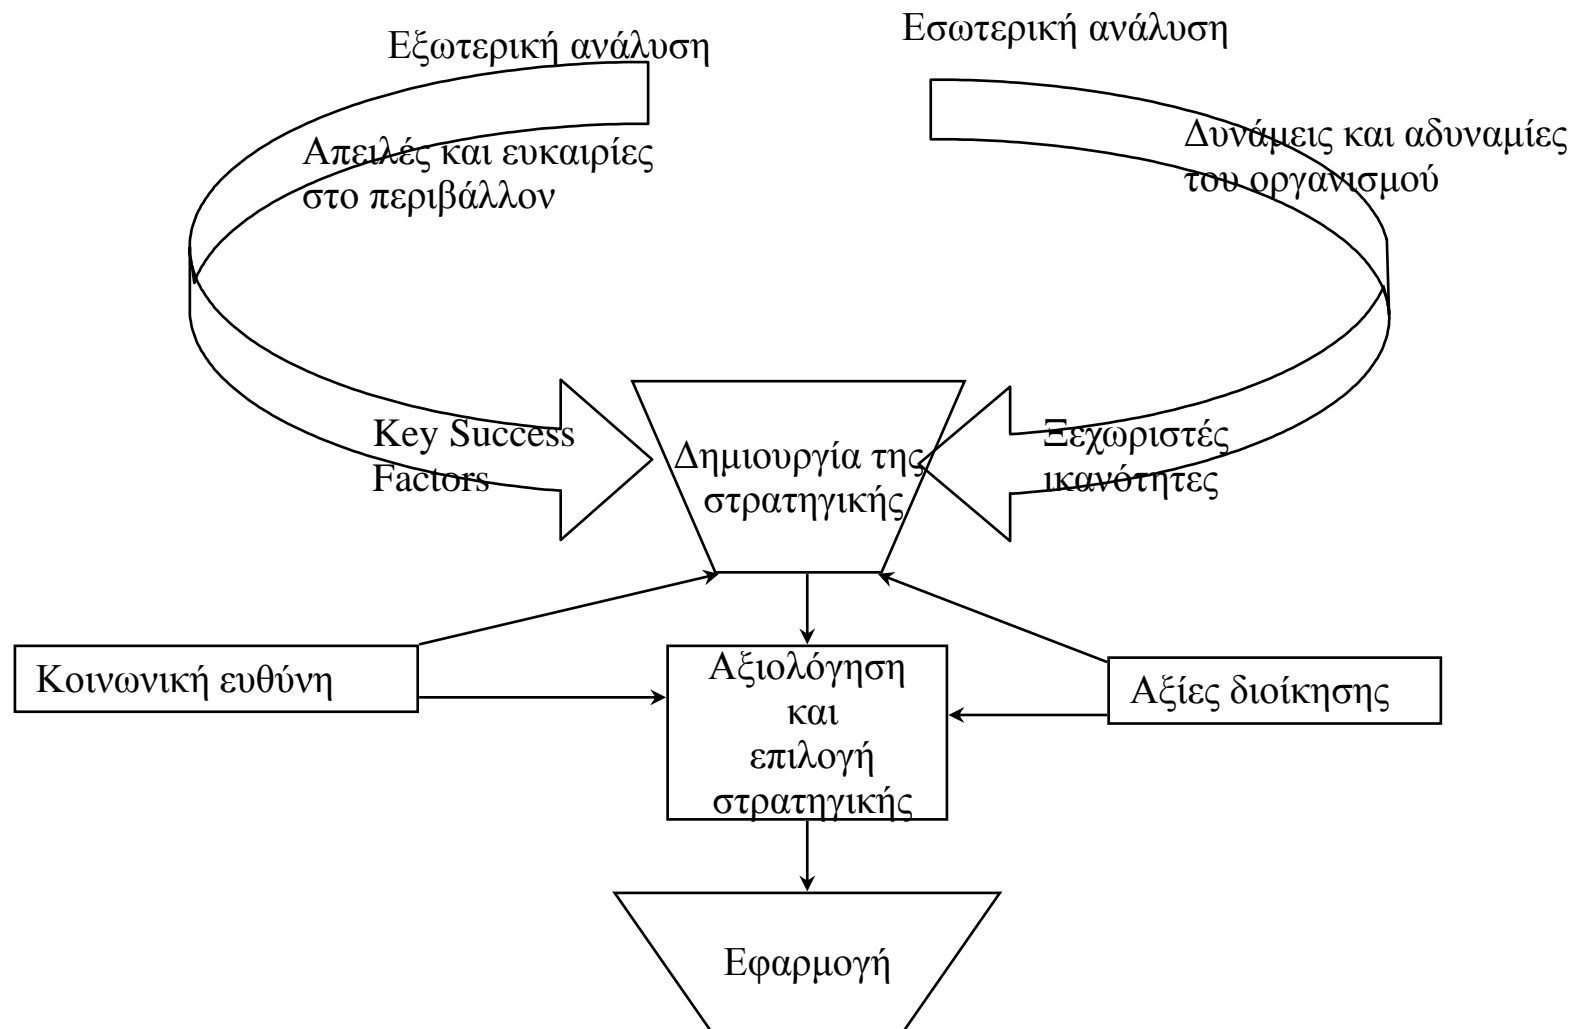 Εξωτερική ανάλυση
Εσωτερική ανάλυση
Απειλές και ευκαιρίες
στο περιβάλλον
Δυνάμεις και αδυναμίες
του οργανισμού
Key Success
Factors
Δημιουργία της
στρατηγικής
Ξεχωριστές
ικανότητες
Κοινωνική ευθύνη
Αξιολόγηση
και
επιλογή
στρατηγικής
Αξίες διοίκησης
Εφαρμογή